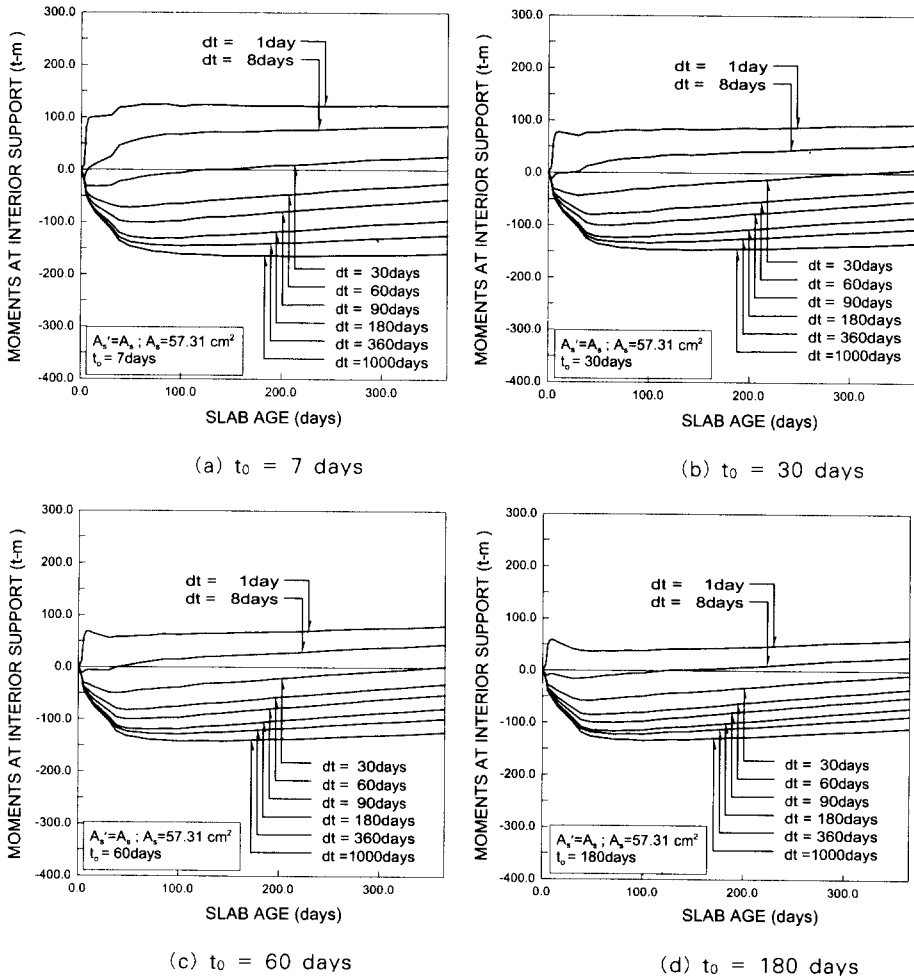 MOMENTS AT INTERIOR SUPPORT (t-m)
300.0
200.0
100.0
0.0
-100.0
-200.0
-300.0
-400.0
dt = 1day
dt = 8days
dt = 30days
dt = 60days
dt = 90days
dt = 180days
dt = 360days
dt =1000days
As'=As ; As=57.31 cm²
to = 7days
0.0 100.0 200.0 300.0
SLAB AGE (days)
(a) t₀ = 7 days
MOMENTS AT INTERIOR SUPPORT (t-m)
300.0
200.0
100.0
0.0
-100.0
-200.0
-300.0
-400.0
dt = 1day
dt = 8days
dt = 30days
dt = 60days
dt = 90days
dt = 180days
dt = 360days
dt =1000days
As'=As ; As=57.31 cm²
to = 30days
0.0 100.0 200.0 300.0
SLAB AGE (days)
(b) t₀ = 30 days
MOMENTS AT INTERIOR SUPPORT (t-m)
300.0
200.0
100.0
0.0
-100.0
-200.0
-300.0
-400.0
dt = 1day
dt = 8days
dt = 30days
dt = 60days
dt = 90days
dt = 180days
dt = 360days
dt =1000days
As'=As ; As=57.31 cm²
to = 60days
0.0 100.0 200.0 300.0
SLAB AGE (days)
(c) t₀ = 60 days
MOMENTS AT INTERIOR SUPPORT (t-m)
300.0
200.0
100.0
0.0
-100.0
-200.0
-300.0
-400.0
dt = 1day
dt = 8days
dt = 30days
dt = 60days
dt = 90days
dt = 180days
dt = 360days
dt =1000days
As'=As ; As=57.31 cm²
to = 180days
0.0 100.0 200.0 300.0
SLAB AGE (days)
(d) t₀ = 180 days